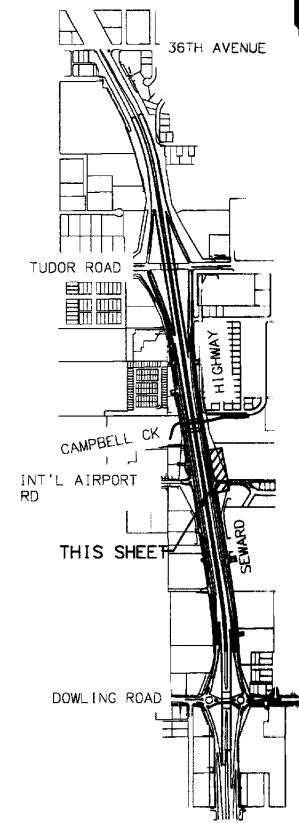 36TH AVENUE
TUDOR ROAD
HIGHWAY
CAMPBELL CK
INT'L AIRPORT
RD
THIS SHEET
SEWARD
DOWLING ROAD